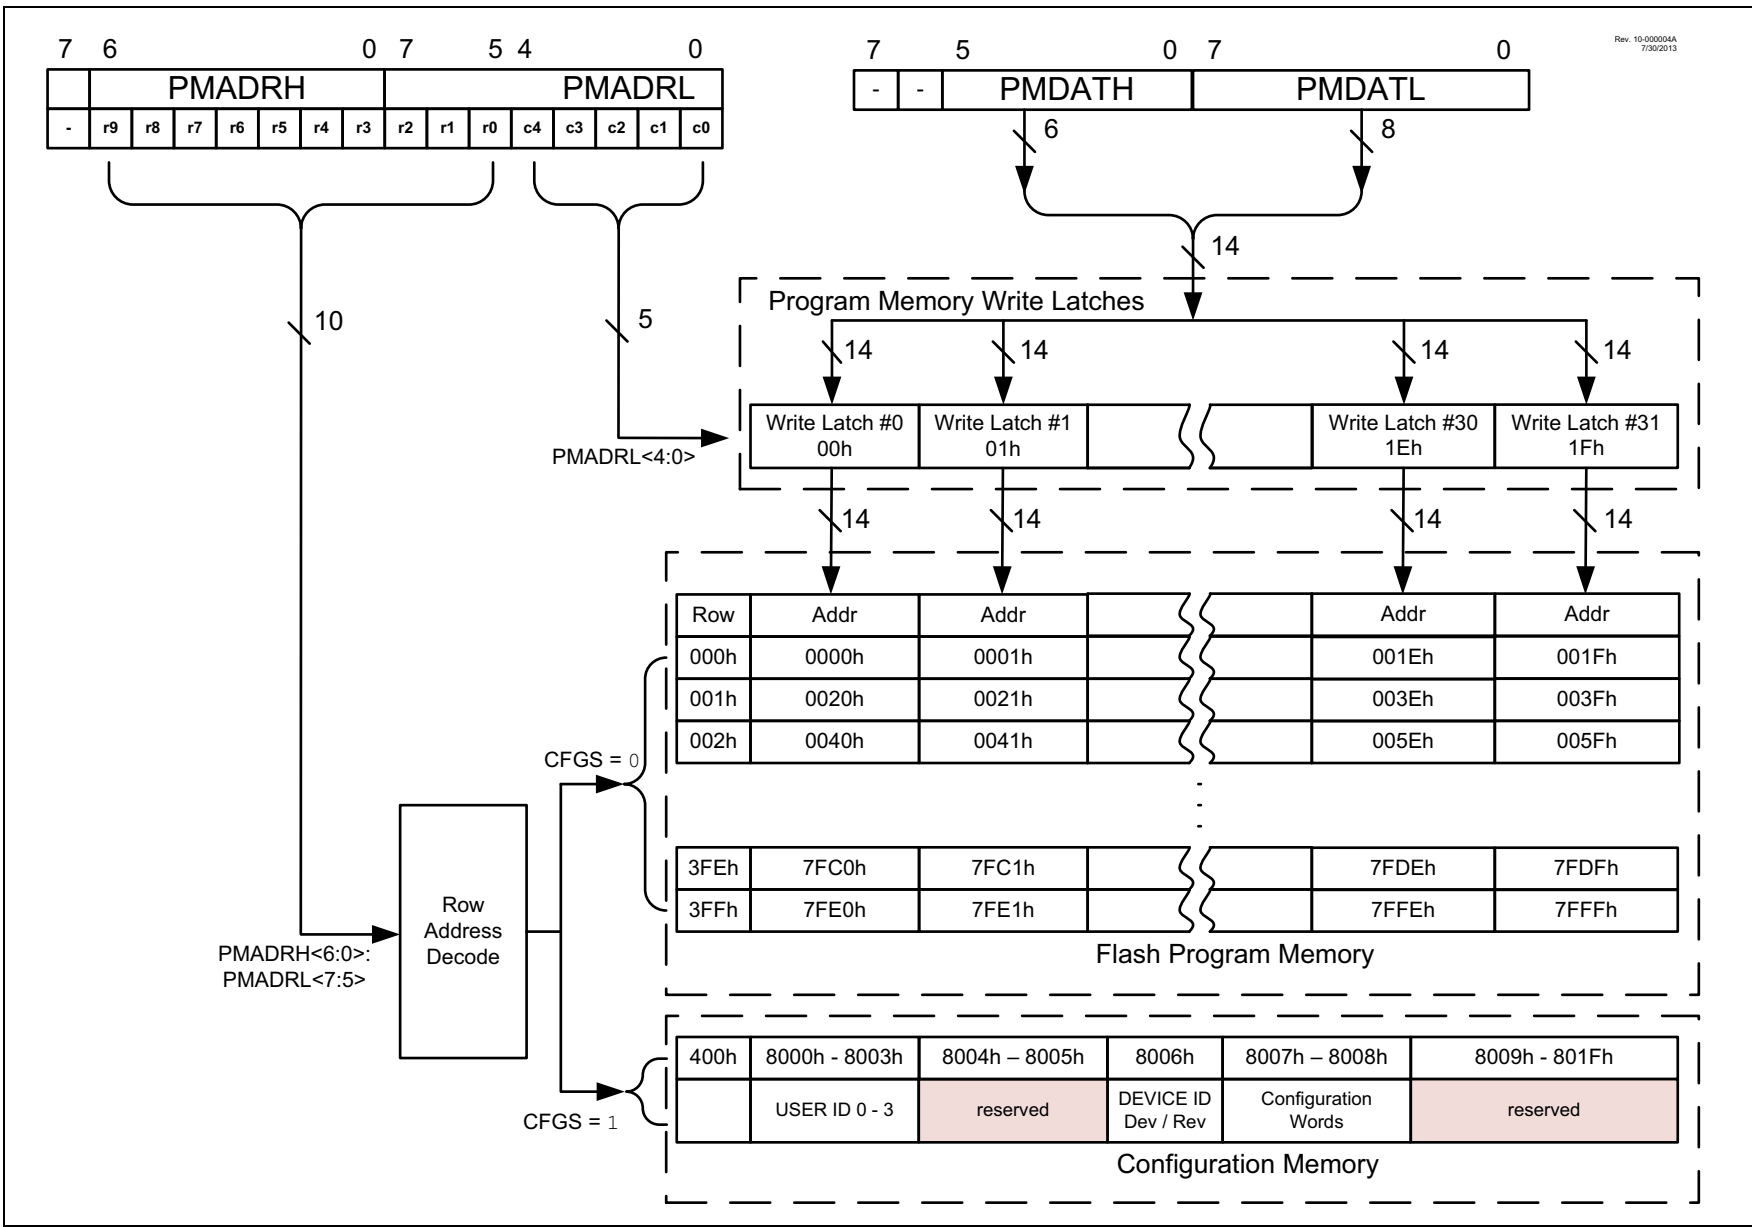 7 6 0 7 5 4 0
7 5 0 7 0
Rev. 10-000004A
7/30/2013
PMADRH PMADRL
- r9 r8 r7 r6 r5 r4 r3 r2 r1 r0 c4 c3 c2 c1 c0
- - PMDATH PMDATL
6 8
14
10 5
Program Memory Write Latches
14 14 14 14
Write Latch #0
00h
Write Latch #1
01h
Write Latch #30
1Eh
Write Latch #31
1Fh
PMADRL<4:0>
14 14 14 14
Row Addr Addr Addr Addr
000h 0000h 0001h 001Eh 001Fh
001h 0020h 0021h 003Eh 003Fh
002h 0040h 0041h 005Eh 005Fh
CFGS = 0
3FEh 7FC0h 7FC1h 7FDEh 7FDFh
3FFh 7FE0h 7FE1h 7FFEh 7FFFh
Flash Program Memory
Row
Address
Decode
PMADRH<6:0>:
PMADRL<7:5>
400h 8000h - 8003h 8004h – 8005h 8006h 8007h – 8008h 8009h - 801Fh
USER ID 0 - 3
reserved
DEVICE ID
Dev / Rev
Configuration
Words
reserved
CFGS = 1
Configuration Memory